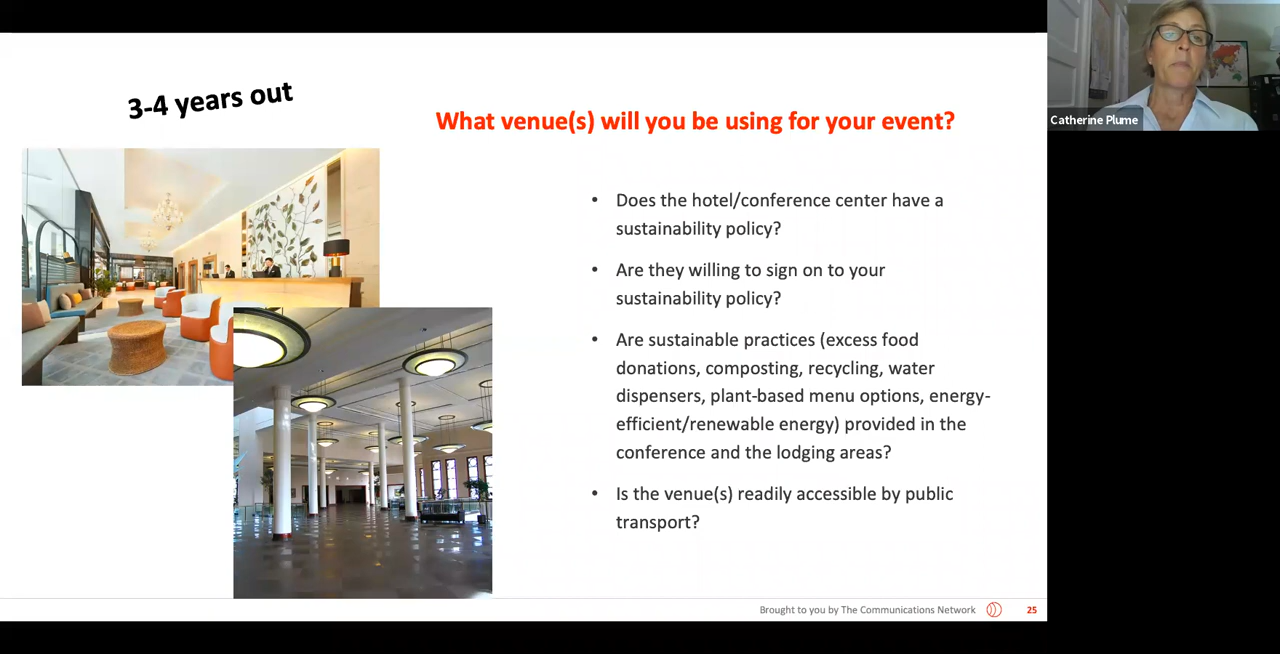 3-4 years out
What venue(s) will you be using for your event?
• Does the hotel/conference center have a
sustainability policy?
• Are they willing to sign on to your
sustainability policy?
• Are sustainable practices (excess food
donations, composting, recycling, water
dispensers, plant-based menu options, energy-
efficient/renewable energy) provided in the
conference and the lodging areas?
• Is the venue(s) readily accessible by public
transport?
Brought to you by The Communications Network
25
Catherine Plume